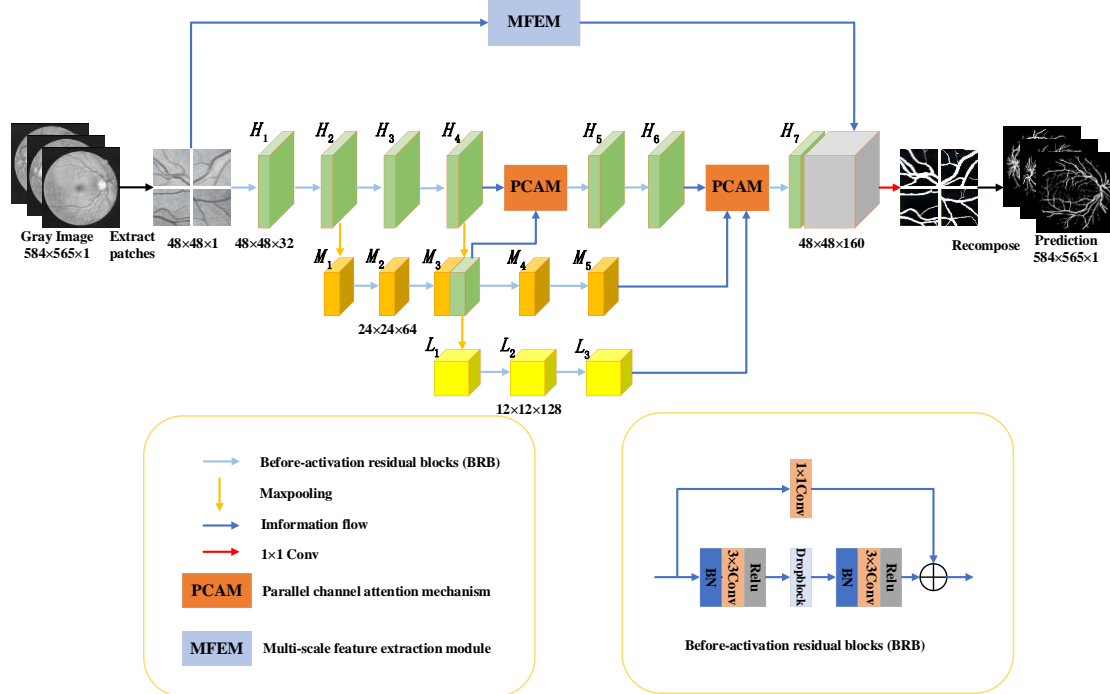 MFEM
H1
H2
H3
H4
H5
H6
H7
PCAM
PCAM
Gray Image
584×565×1
Extract
patches
48×48×1
48×48×32
48×48×160
Recompose
Prediction
584×565×1
M1
M2
M3
M4
M5
24×24×64
L1
L2
L3
12×12×128
Before-activation residual blocks (BRB)
Maxpooling
Imformation flow
1×1 Conv
PCAM
Parallel channel attention mechanism
MFEM
Multi-scale feature extraction module
1×1Conv
BN
3×3Conv
Relu
Dropblock
BN
3×3Conv
Relu
Before-activation residual blocks (BRB)